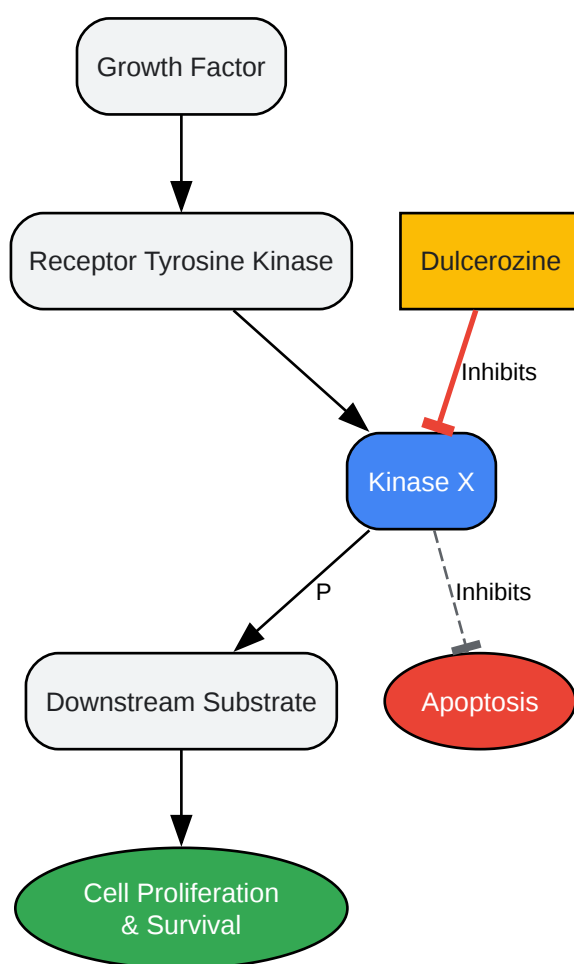 Growth Factor
Receptor Tyrosine Kinase
Dulcerozine
Inhibits
Kinase X
P
Inhibits
Downstream Substrate
Apoptosis
Cell Proliferation
& Survival